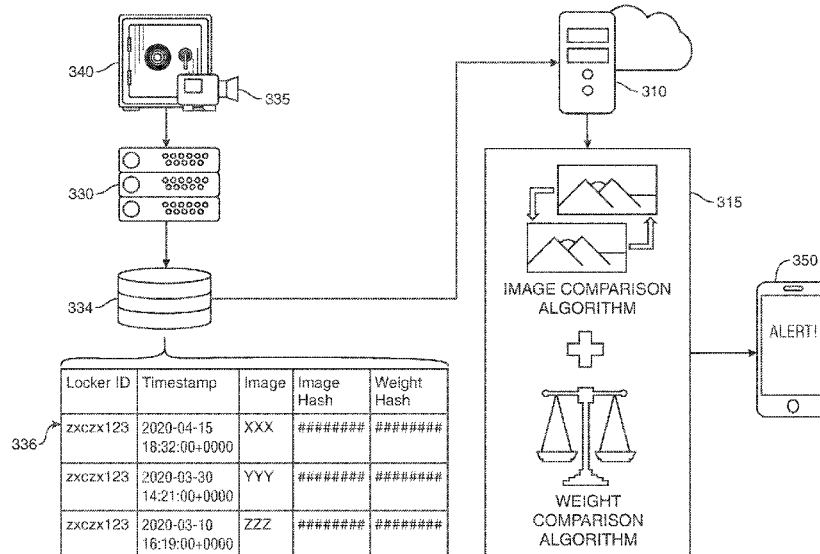 340
335
330
334
310
315
350
IMAGE COMPARISON
ALGORITHM
WEIGHT
COMPARISON
ALGORITHM
ALERT!
336
Locker ID Timestamp Image Image Hash Weight Hash
zxczx123 2020-04-15 18:32:00+0000 XXX ######## ########
zxczx123 2020-03-30 14:21:00+0000 YYY ######## ########
zxczx123 2020-03-10 16:19:00+0000 ZZZ ######## ########